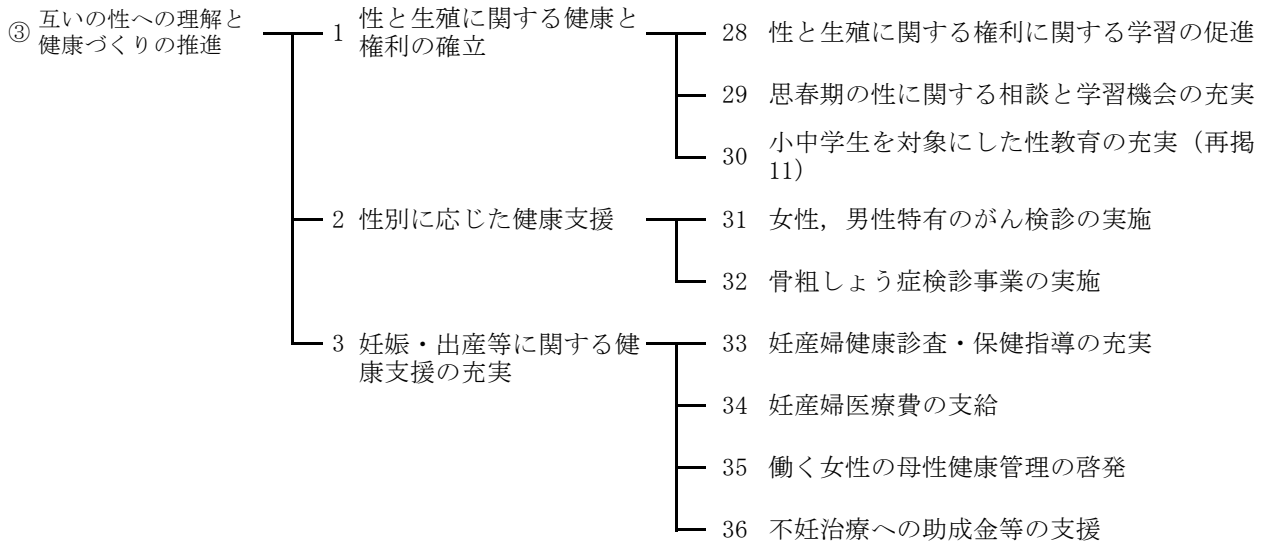 ③ 互いの性への理解と
健康づくりの推進
1 性と生殖に関する健康と
権利の確立
28 性と生殖に関する権利に関する学習の促進
29 思春期の性に関する相談と学習機会の充実
30 小中学生を対象にした性教育の充実（再掲
11）
2 性別に応じた健康支援
31 女性，男性特有のがん検診の実施
32 骨粗しょう症検診事業の実施
3 妊娠・出産等に関する健
康支援の充実
33 妊産婦健康診査・保健指導の充実
34 妊産婦医療費の支給
35 働く女性の母性健康管理の啓発
36 不妊治療への助成金等の支援